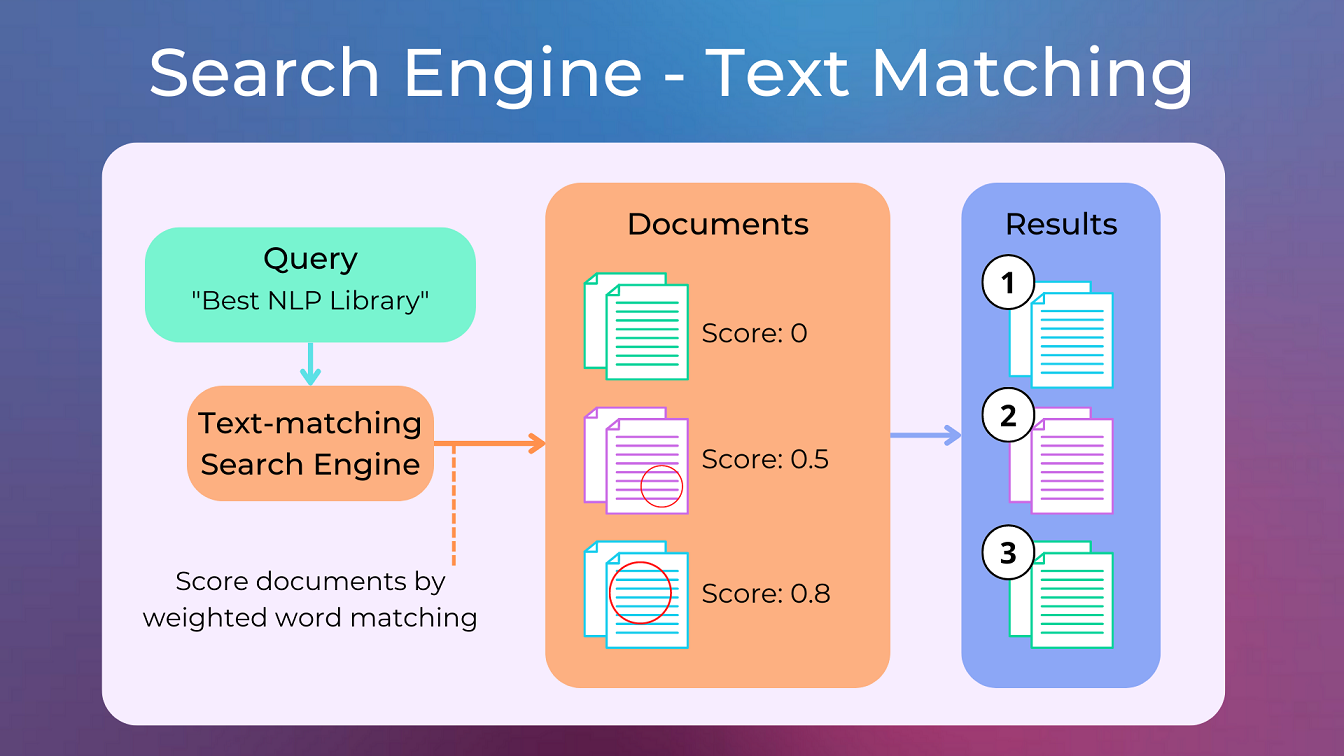 Search Engine - Text Matching
Query
"Best NLP Library"
Text-matching
Search Engine
Score documents by
weighted word matching
Documents
Score: 0
Score: 0.5
Score: 0.8
Results
1
2
3